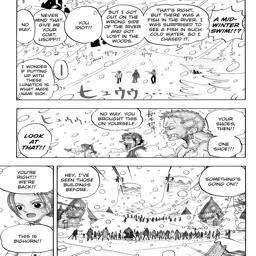 A MID-
WINTER
SWIM!!?
THAT'S RIGHT.
BUT THERE WAS A
FISH IN THE RIVER. I
WAS SURPRISED TO
SEE A FISH IN SUCH
COLD WATER, SO I
CHASED IT.
AND
I GOT OUT
ON THE WRONG
SIDE OF THE
RIVER AND
GOT LOST
IN THE
WOODS.
YOU
IDIOT!!
NEVER
MIND THAT,
GIVE ME
YOUR COAT,
USOPP!!
NO
WAY.
I WONDER
IF PUTTING
UP WITH
THESE
LUNATICS IS
WHAT MADE
NAMI SICK.
ヒュウウ
YOUR
SHOES,
THEN!!
ONE
SHOE!!!
NO WAY. YOU
BROUGHT THIS
ON YOURSELF.
LOOK
AT
THAT!!
SOMETHING'S
GOING ON!!
HEY, I'VE
SEEN THOSE
BUILDINGS
BEFORE.
YOU'RE
RIGHT!!
WE'RE
BACK!!
THIS IS
BIGHORN!!